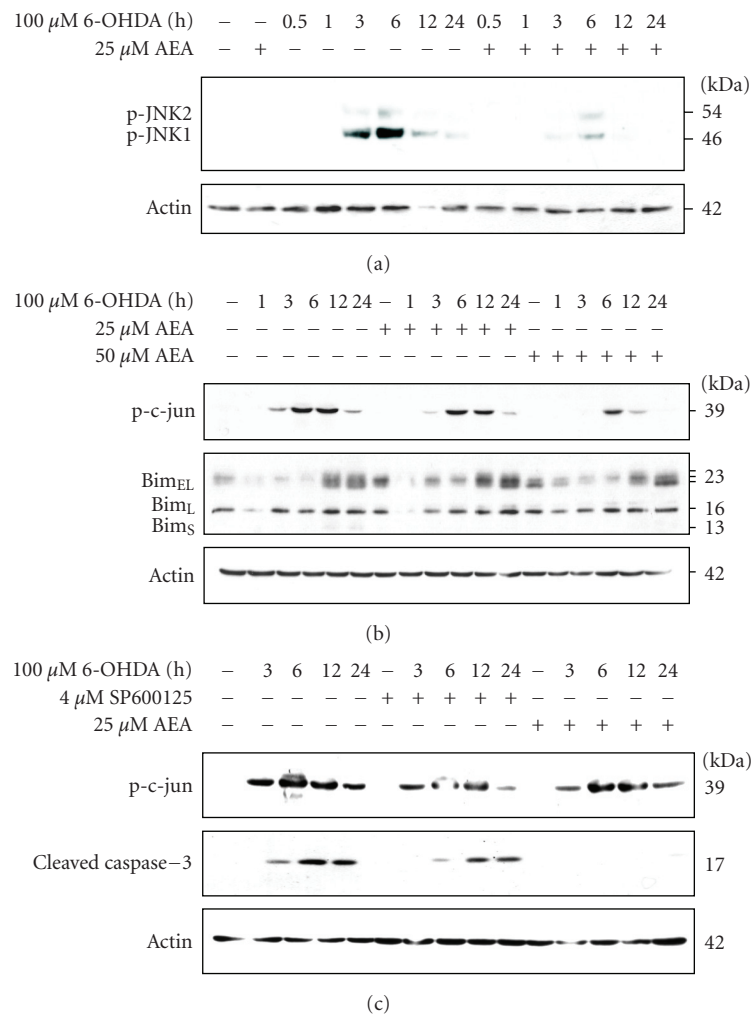 100 μM 6-OHDA (h) − − 0.5 1 3 6 12 24 0.5 1 3 6 12 24
25 μM AEA − + − − − − − − + + + + + +
(kDa)
p-JNK2 54
p-JNK1 46
Actin 42
(a)
100 μM 6-OHDA (h) − 1 3 6 12 24 − 1 3 6 12 24 − 1 3 6 12 24
25 μM AEA − − − − − − + + + + + + − − − − − −
50 μM AEA − − − − − − − − − − − − + + + + + +
(kDa)
p-c-jun 39
BimEL 23
BimL 16
BimS 13
Actin 42
(b)
100 μM 6-OHDA (h) − 3 6 12 24 − 3 6 12 24 − 3 6 12 24
4 μM SP600125 − − − − − + + + + + − − − − −
25 μM AEA − − − − − − − − − − + + + + +
(kDa)
p-c-jun 39
Cleaved caspase−3 17
Actin 42
(c)